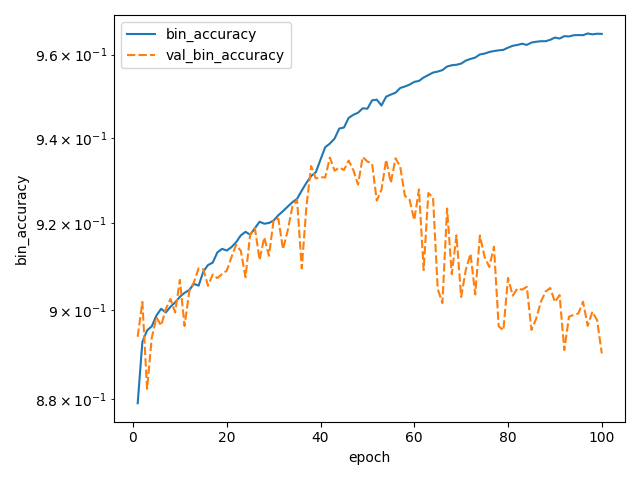 bin_accuracy
val_bin_accuracy
9.6 × 10⁻¹
9.4 × 10⁻¹
9.2 × 10⁻¹
9 × 10⁻¹
8.8 × 10⁻¹
bin_accuracy
0 20 40 60 80 100
epoch